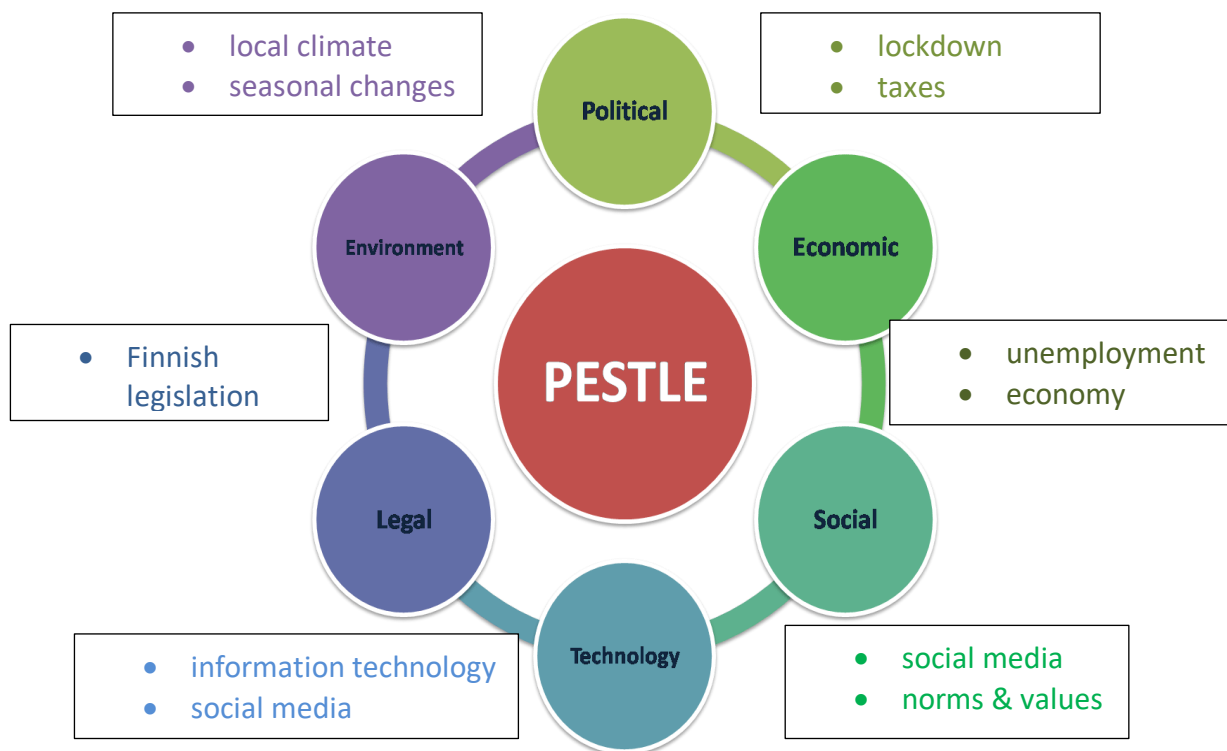 • local climate
• seasonal changes
Political
• lockdown
• taxes
Environment
Economic
PESTLE
• Finnish
legislation
• unemployment
• economy
Legal
Social
Technology
• information technology
• social media
• social media
• norms & values